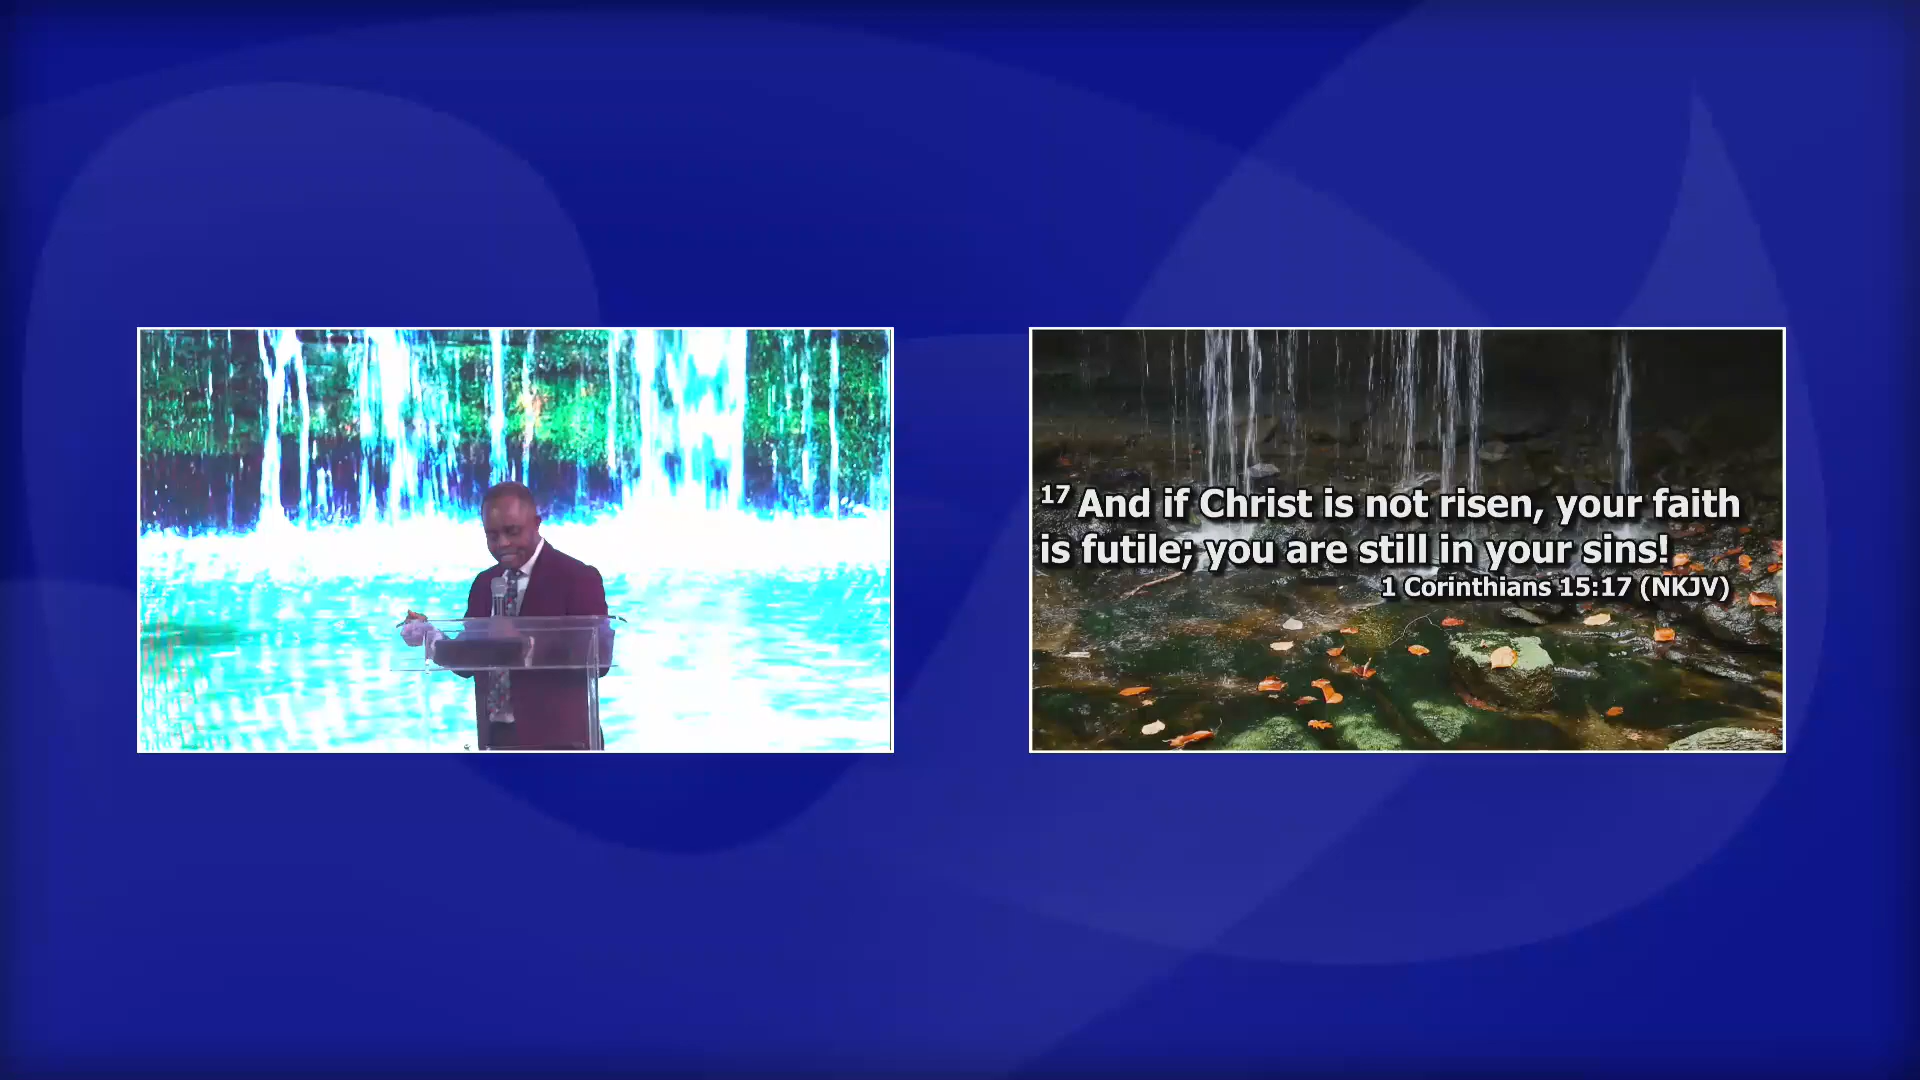 17 And if Christ is not risen, your faith
is futile; you are still in your sins!
1 Corinthians 15:17 (NKJV)